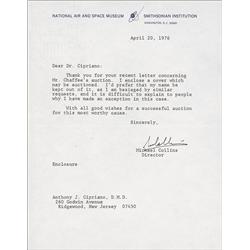 NATIONAL AIR AND SPACE MUSEUM SMITHSONIAN INSTITUTION
WASHINGTON, D.C. 20560
April 20, 1976
Dear Dr. Cipriano:
Thank you for your recent letter concerning
Mr. Chaffee's auction. I enclose a cover which
may be auctioned. I'd prefer that my name be
kept out of it, as I am besieged by similar
requests, and it is difficult to explain to people
why I have made an exception in this case.
With all good wishes for a successful auction
for this most worthy cause.
Sincerely,
Michael Collins
Director
Enclosure
Anthony J. Cipriano, D.M.D.
280 Godwin Avenue
Ridgewood, New Jersey 07450